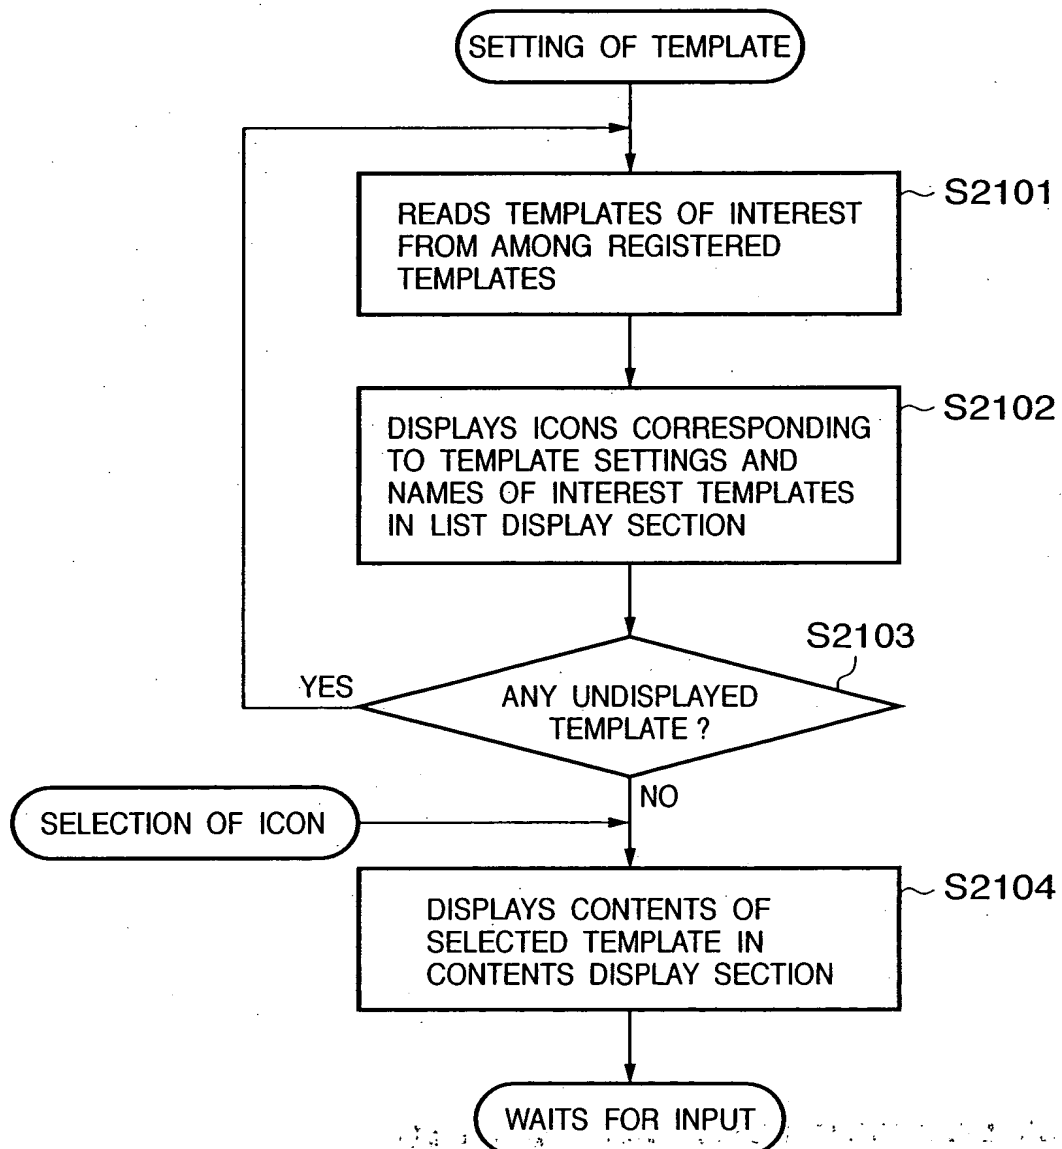 SETTING OF TEMPLATE
S2101
READS TEMPLATES OF INTEREST
FROM AMONG REGISTERED
TEMPLATES
S2102
DISPLAYS ICONS CORRESPONDING
TO TEMPLATE SETTINGS AND
NAMES OF INTEREST TEMPLATES
IN LIST DISPLAY SECTION
S2103
YES
ANY UNDISPLAYED
TEMPLATE ?
NO
SELECTION OF ICON
S2104
DISPLAYS CONTENTS OF
SELECTED TEMPLATE IN
CONTENTS DISPLAY SECTION
WAITS FOR INPUT